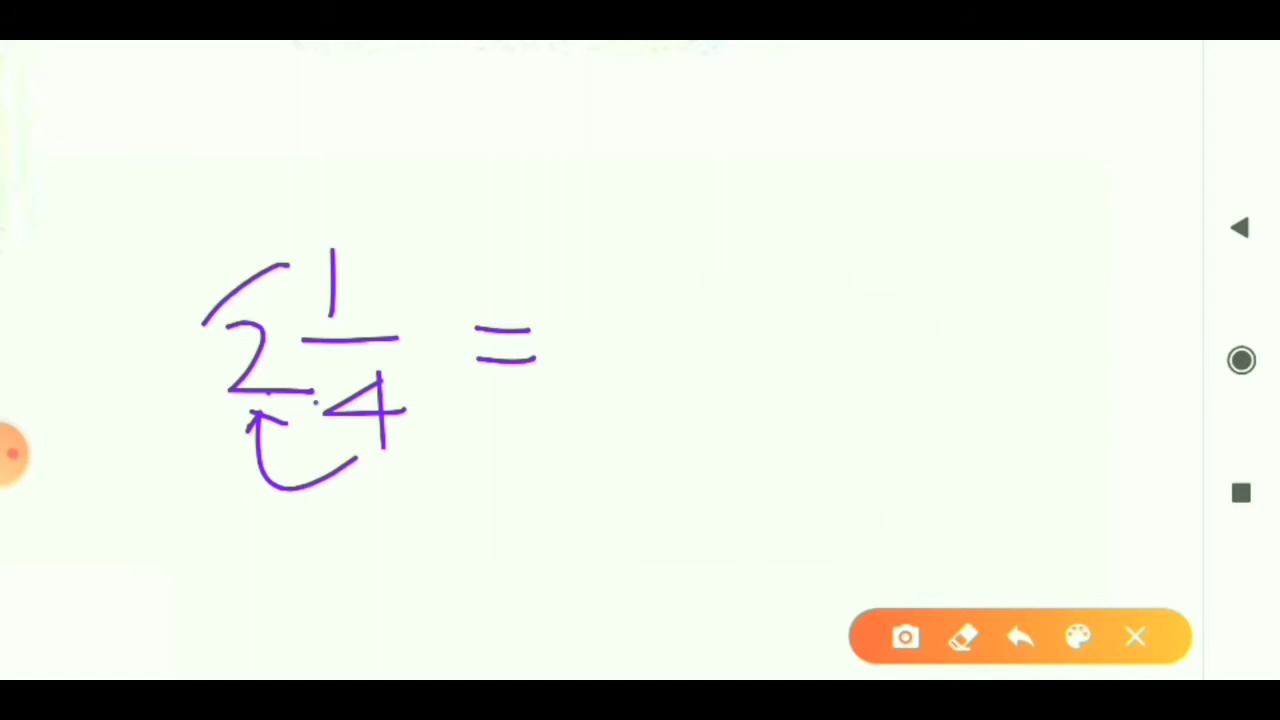 2 1/4 =